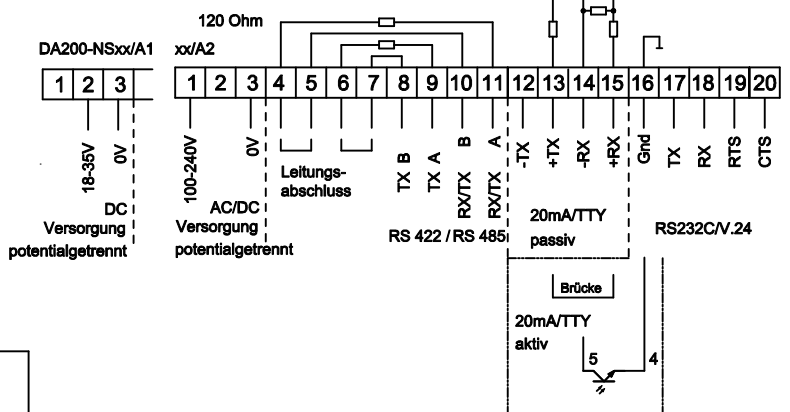 120 Ohm
DA200-NSxx/A1
xx/A2
1 2 3
1 2 3 4 5 6 7 8 9 10 11 12 13 14 15 16 17 18 19 20
18-35V
0V
100-240V
0V
TX B
TX A
RX/TX B
RX/TX A
-TX
+TX
-RX
+RX
Gnd
TX
RX
RTS
CTS
Leitungs-
abschluss
DC
Versorgung
potentialgetrennt
AC/DC
Versorgung
potentialgetrennt
RS 422 / RS 485
20mA/TTY
passiv
RS232C/V.24
Brücke
20mA/TTY
aktiv
5
4